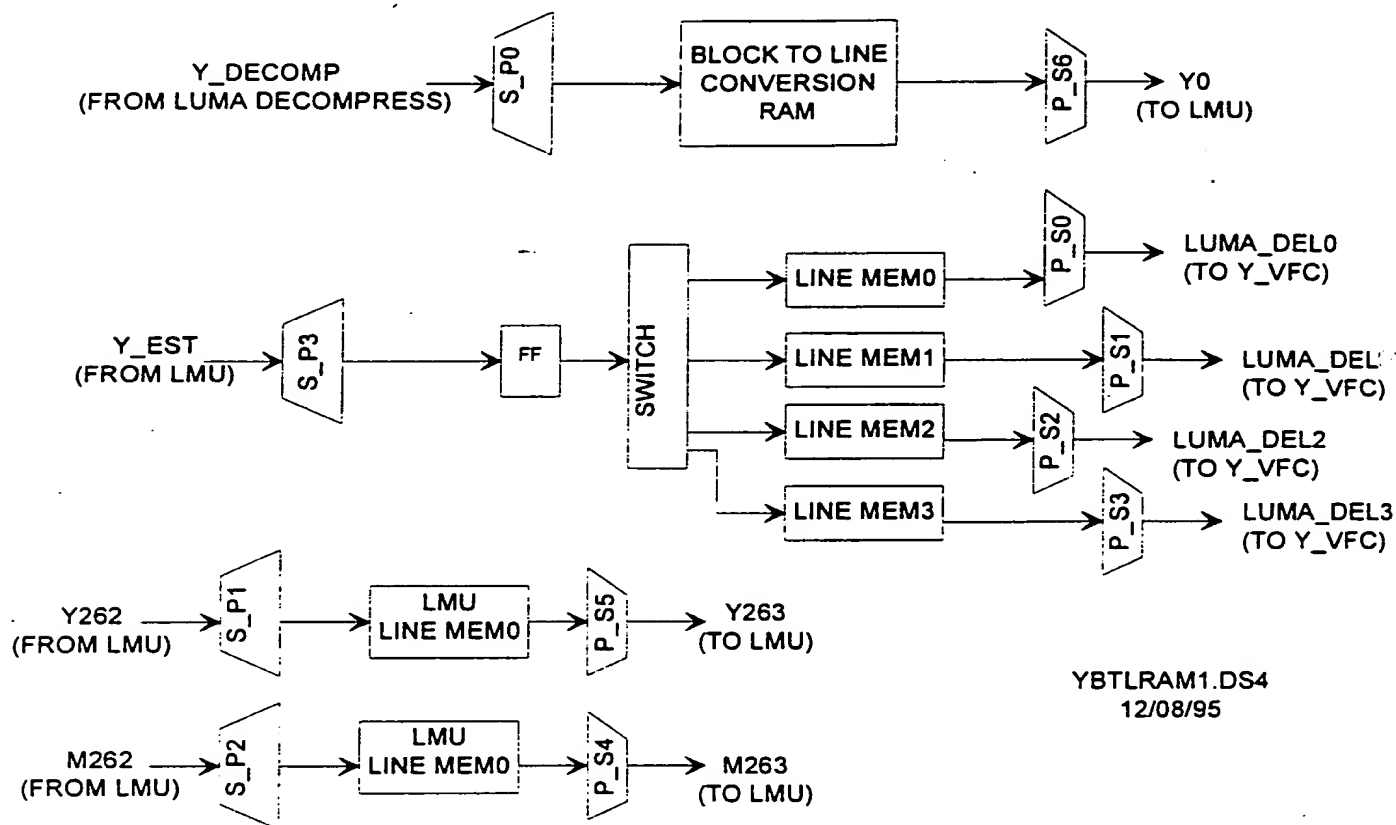 Y_DECOMP
(FROM LUMA DECOMPRESS)
S_P0
BLOCK TO LINE
CONVERSION
RAM
P_S6
Y0
(TO LMU)
Y_EST
(FROM LMU)
S_P3
FF
SWITCH
LINE MEM0
P_S0
LUMA_DEL0
(TO Y_VFC)
LINE MEM1
P_S1
LUMA_DEL
(TO Y_VFC)
LINE MEM2
P_S2
LUMA_DEL2
(TO Y_VFC)
LINE MEM3
P_S3
LUMA_DEL3
(TO Y_VFC)
Y262
(FROM LMU)
S_P1
LMU
LINE MEM0
P_S5
Y263
(TO LMU)
M262
(FROM LMU)
S_P2
LMU
LINE MEM0
P_S4
M263
(TO LMU)
YBTLRAM1.DS4
12/08/95